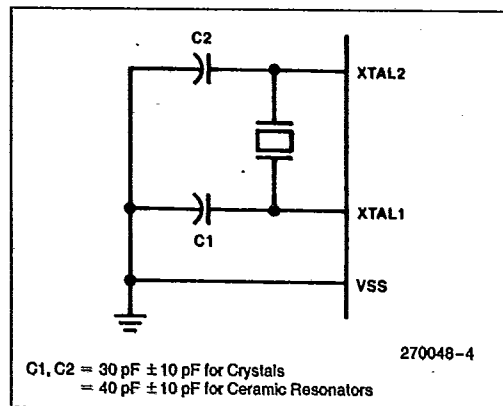 C2
XTAL2
XTAL1
C1
VSS
270048-4
C1, C2 = 30 pF ±10 pF for Crystals
= 40 pF ±10 pF for Ceramic Resonators